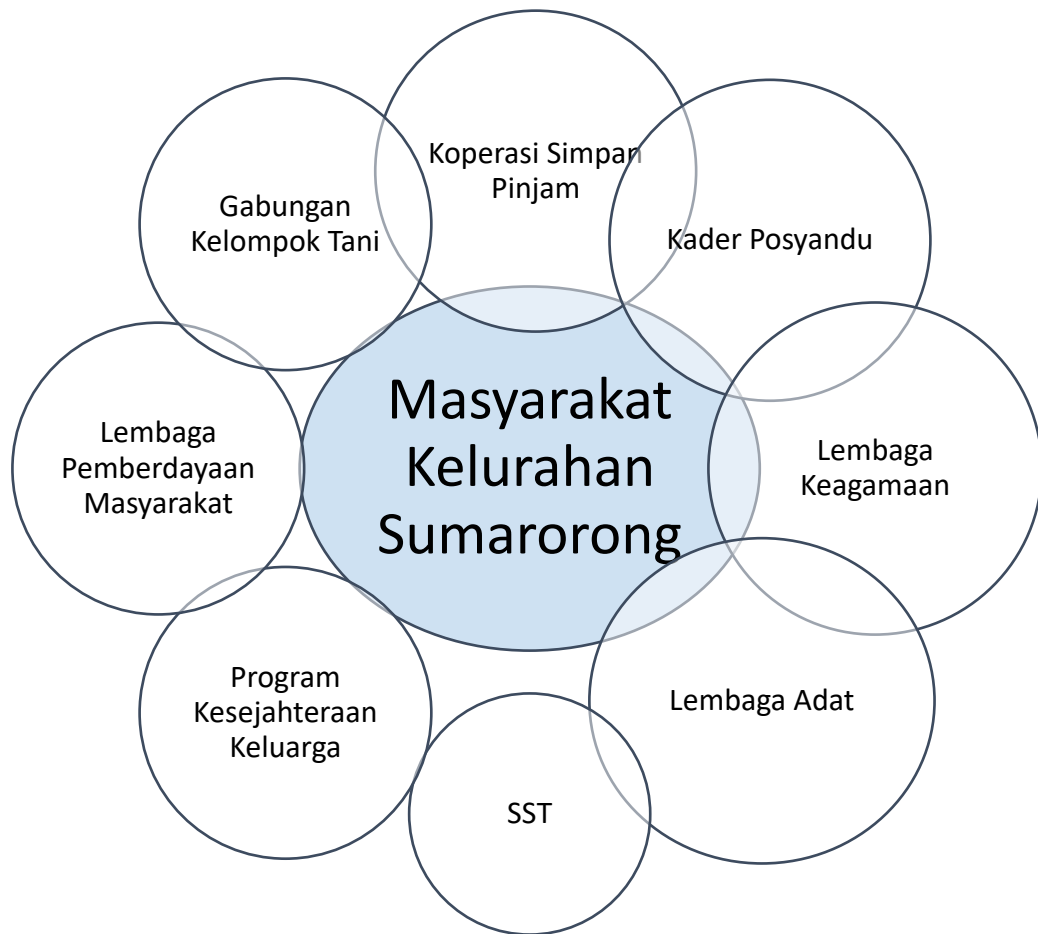 Koperasi Simpan
Pinjam
Kader Posyandu
Lembaga
Keagamaan
Lembaga Adat
SST
Program
Kesejahteraan
Keluarga
Lembaga
Pemberdayaan
Masyarakat
Gabungan
Kelompok Tani
Masyarakat
Kelurahan
Sumarorong